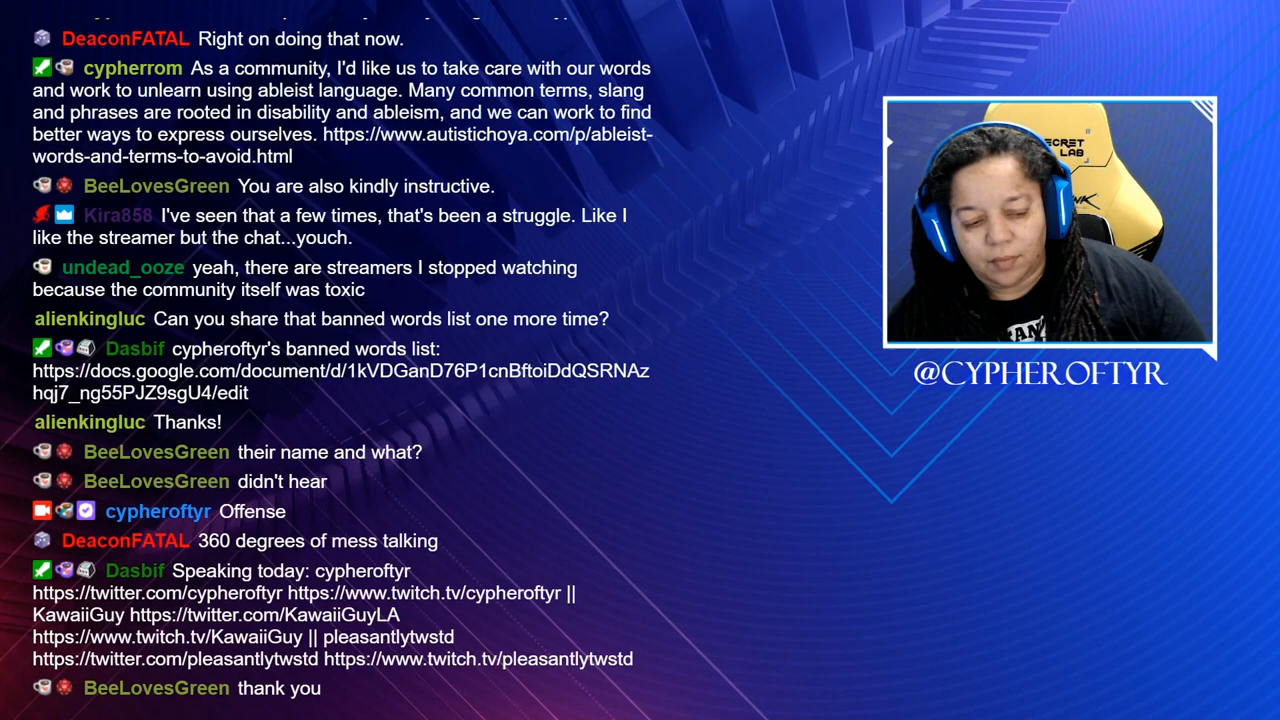 DeaconFATAL Right on doing that now.
cypherrom As a community, I'd like us to take care with our words
and work to unlearn using ableist language. Many common terms, slang
and phrases are rooted in disability and ableism, and we can work to find
better ways to express ourselves. https://www.autistichoya.com/p/ableist-
words-and-terms-to-avoid.html
BeeLovesGreen You are also kindly instructive.
Kira858 I've seen that a few times, that's been a struggle. Like I
like the streamer but the chat...youch.
undead_ooze yeah, there are streamers I stopped watching
because the community itself was toxic
alienkingluc Can you share that banned words list one more time?
Dasbif cypheroftyr's banned words list:
https://docs.google.com/document/d/1kVDGanD76P1cnBftoiDdQSRNAz
hqj7_ng55PJZ9sgU4/edit
alienkingluc Thanks!
BeeLovesGreen their name and what?
BeeLovesGreen didn't hear
cypheroftyr Offense
DeaconFATAL 360 degrees of mess talking
Dasbif Speaking today: cypheroftyr
https://twitter.com/cypheroftyr https://www.twitch.tv/cypheroftyr ||
KawaiiGuy https://twitter.com/KawaiiGuyLA
https://www.twitch.tv/KawaiiGuy || pleasantlytwstd
https://twitter.com/pleasantlytwstd https://www.twitch.tv/pleasantlytwstd
BeeLovesGreen thank you
SECRET
LAB
@CYPHEROFTYR